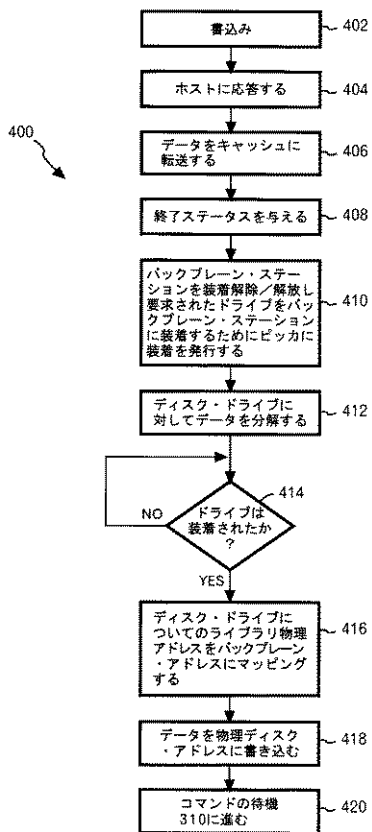 400
書込み
402
ホストに応答する
404
データをキャッシュに
転送する
406
終了ステータスを与える
408
バックプレーン・ステー
ションを装着解除/解放し
要求されたドライブをバッ
クプレーン・ステーション
に装着するためにピッカに
装着を発行する
410
ディスク・ドライブに
対してデータを分解する
412
ドライブは
装着されたか
?
414
NO
YES
ディスク・ドライブに
ついてのライブラリ物理
アドレスをバックプレーン
・アドレスにマッピング
する
416
データを物理ディスク
・アドレスに書き込む
418
コマンドの待機
310に進む
420